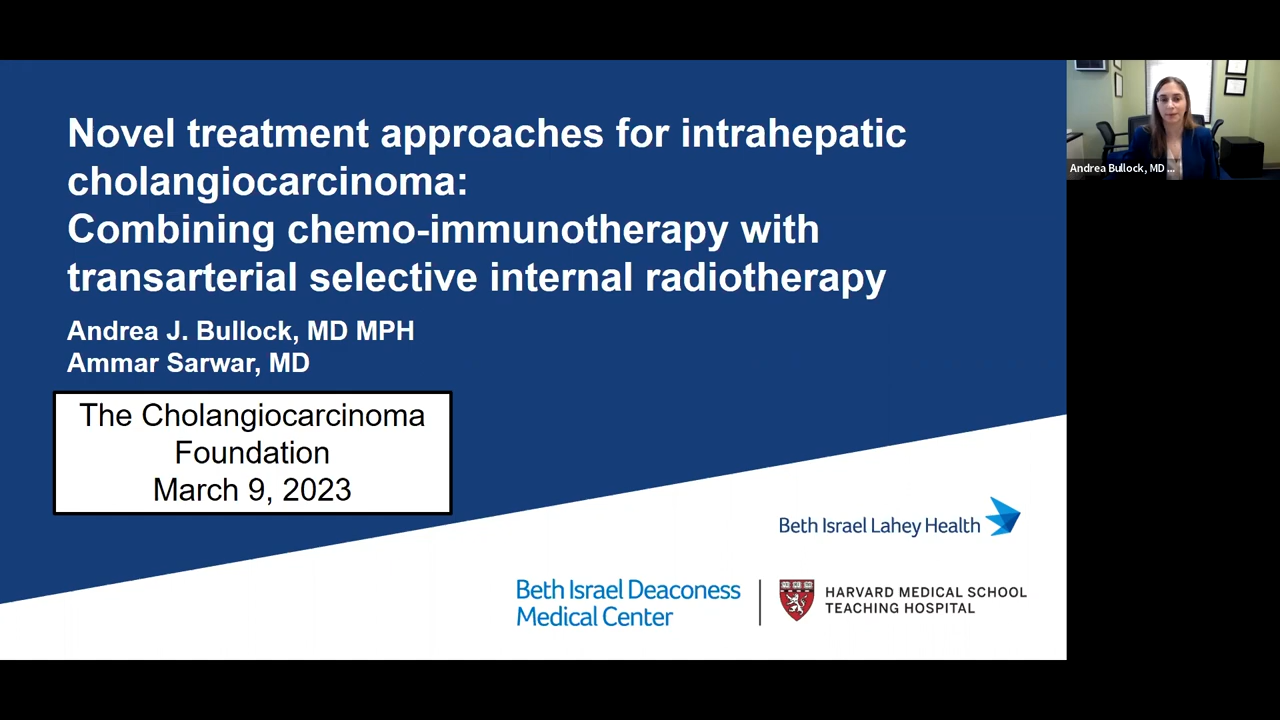 Novel treatment approaches for intrahepatic
cholangiocarcinoma:
Combining chemo-immunotherapy with
transarterial selective internal radiotherapy
Andrea J. Bullock, MD MPH
Ammar Sarwar, MD
The Cholangiocarcinoma
Foundation
March 9, 2023
Andrea Bullock, MD ...
Beth Israel Lahey Health
Beth Israel Deaconess
Medical Center
HARVARD MEDICAL SCHOOL
TEACHING HOSPITAL